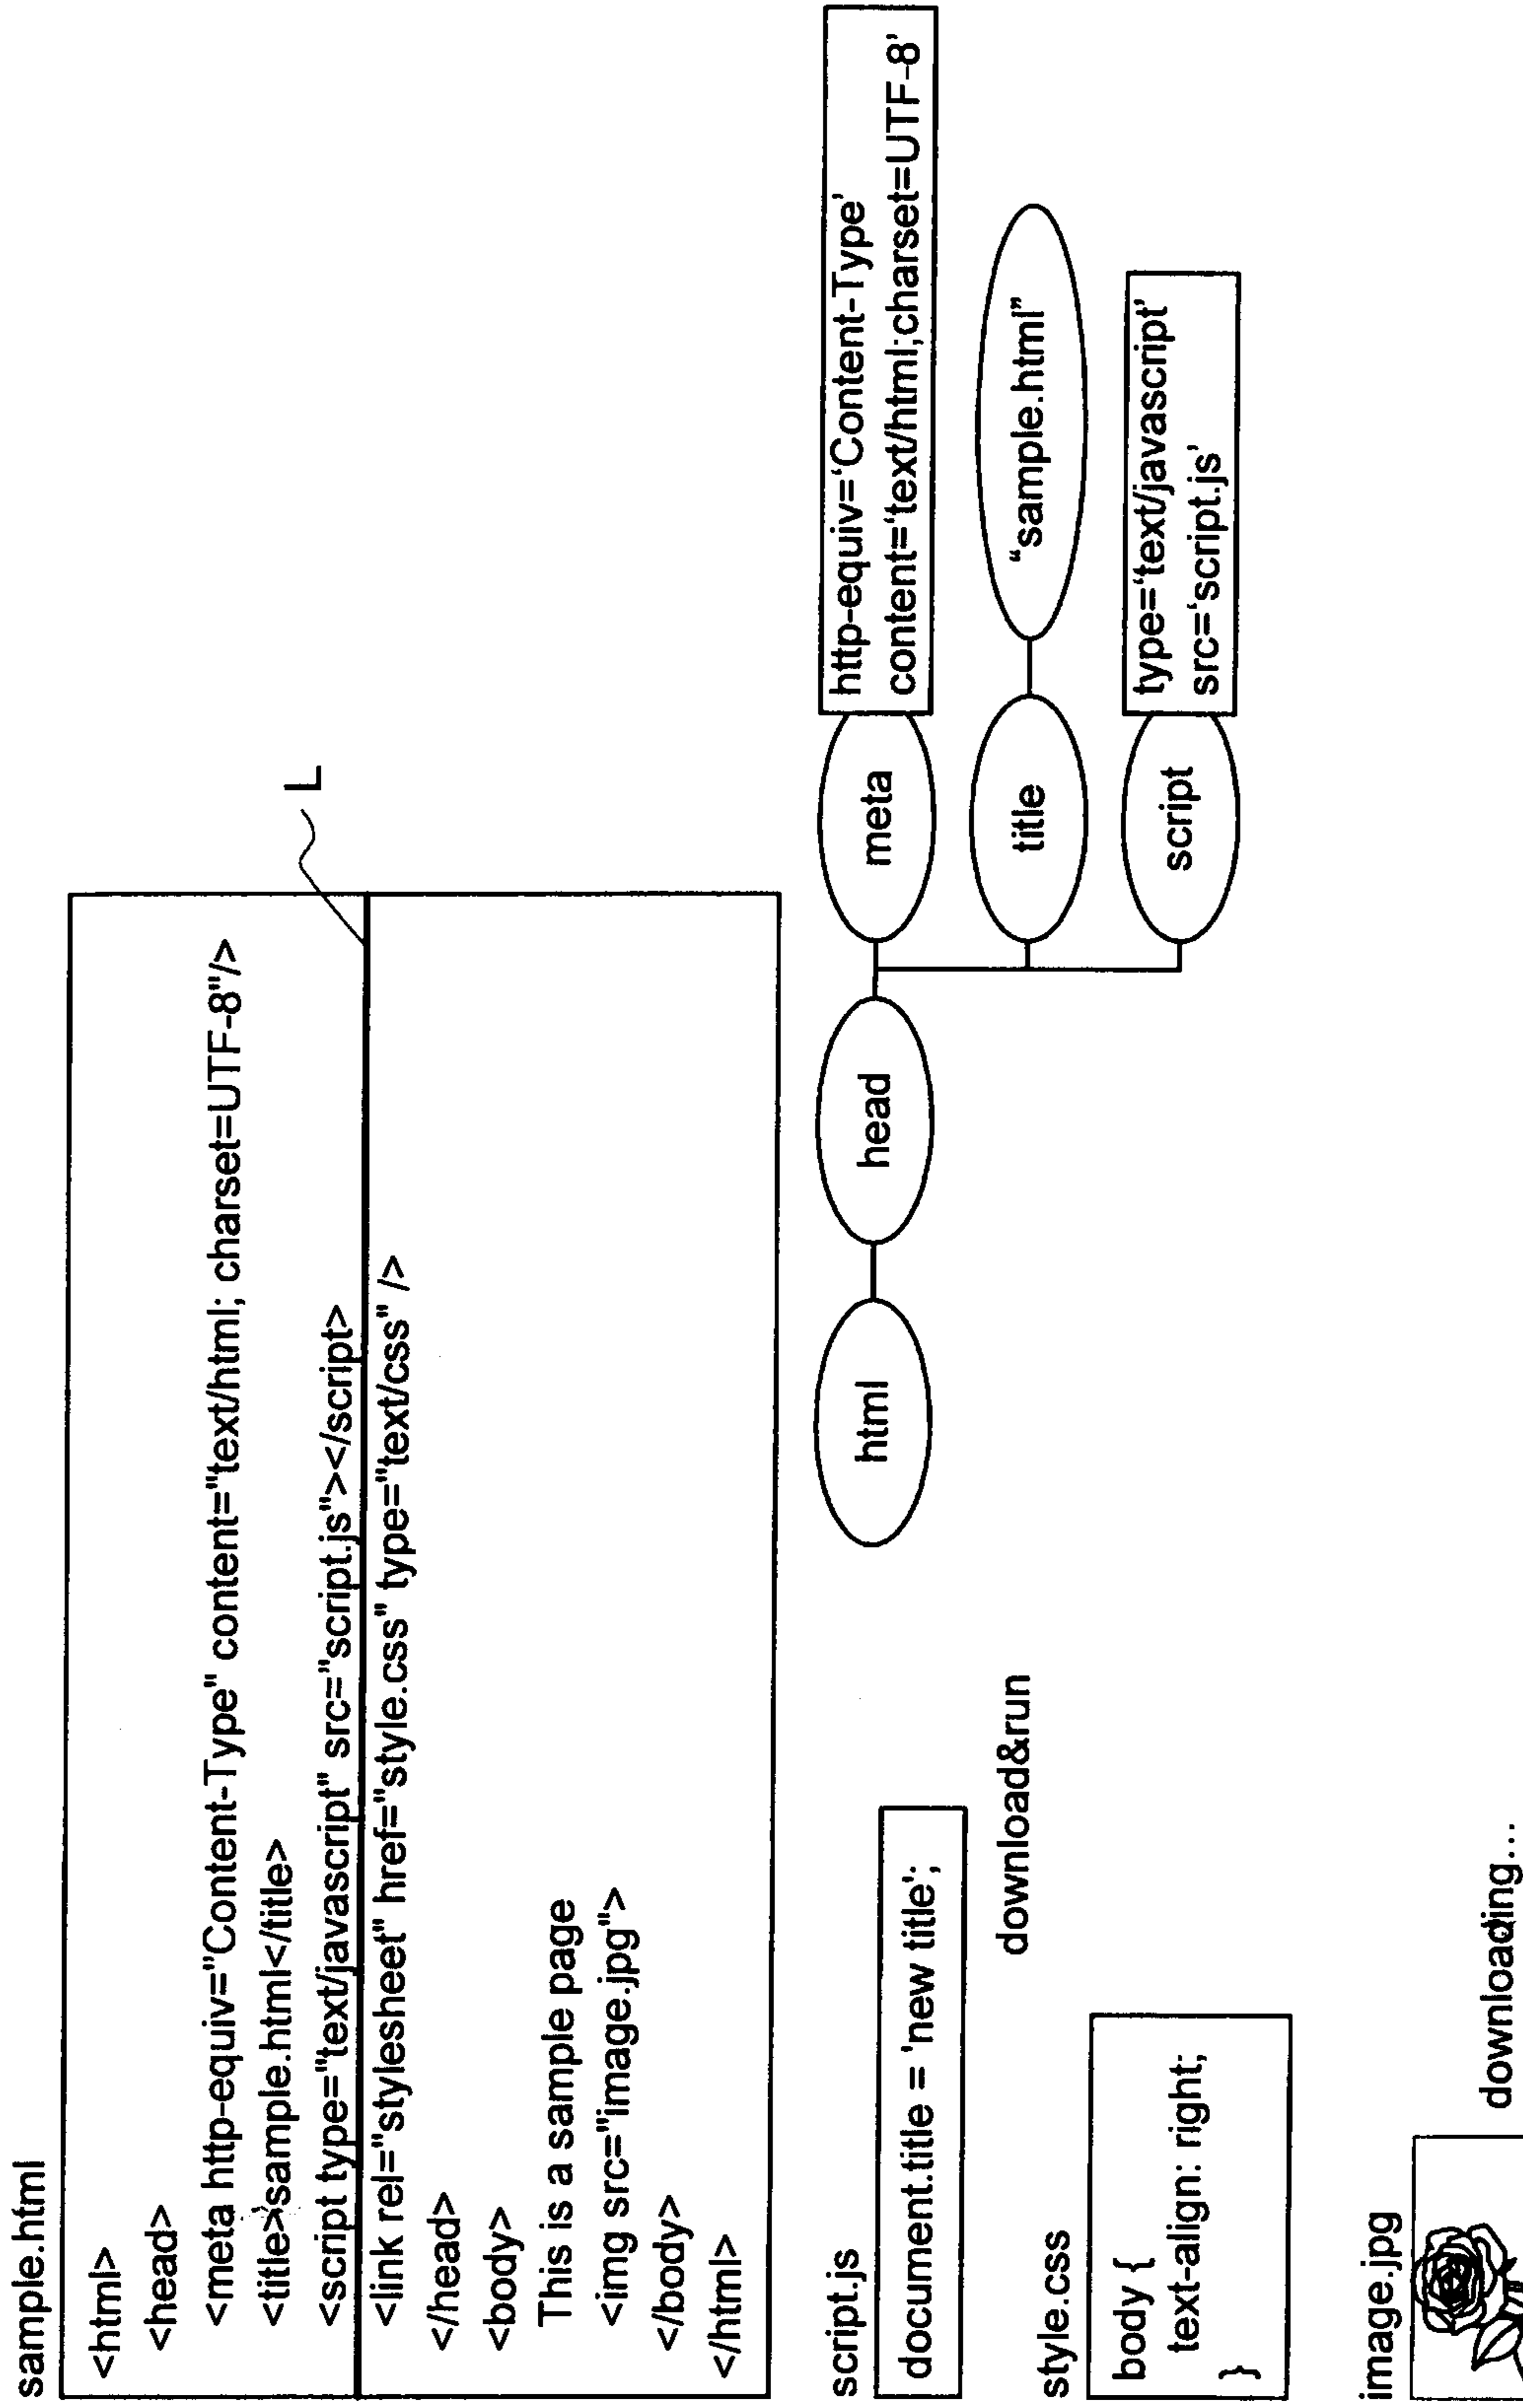 sample.html
<html>
<head>
<meta http-equiv="Content-Type" content="text/html; charset=UTF-8"/>
<title>sample.html</title>
<script type="text/javascript" src="script.js"></script>
<link rel="stylesheet" href="style.css" type="text/css" />
</head>
<body>
This is a sample page
<img src="image.jpg">
</body>
</html>
L
script.js
document.title = 'new title';
download&run
style.css
body {
text-align: right;
}
image.jpg
downloading...
html
head
meta
http-equiv=‘Content-Type’
content=‘text/html;charset=UTF-8’
title
“sample.html”
script
type=‘text/javascript’
src=‘script.js’